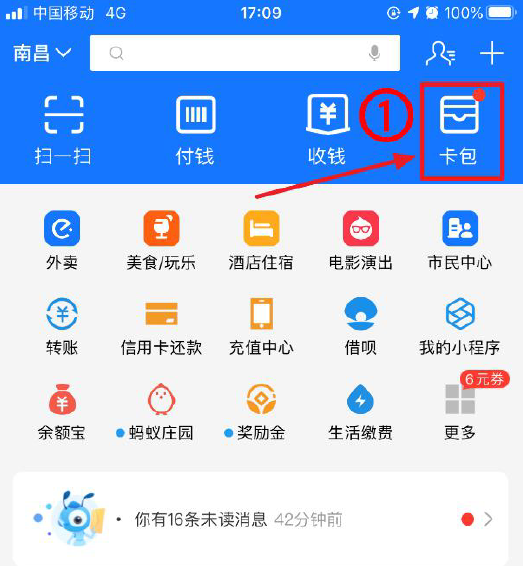 中国移动 4G 17:09 100%
南昌
扫一扫 付钱 收钱 ① 卡包
外卖 美食/玩乐 酒店住宿 电影演出 市民中心
转账 信用卡还款 充值中心 借呗 我的小程序
6元券
余额宝 蚂蚁庄园 奖励金 生活缴费 更多
· 你有16条未读消息 42分钟前